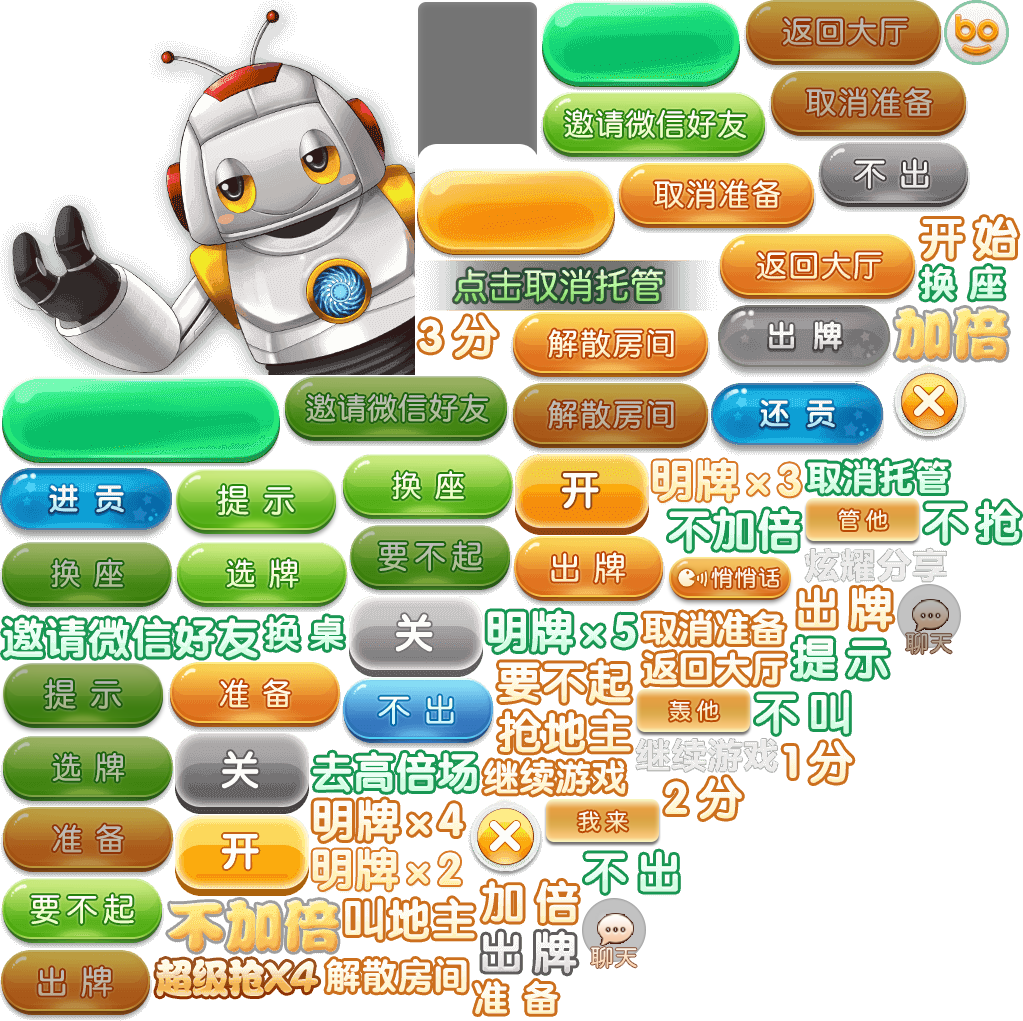 返回大厅
bo
邀请微信好友
取消准备
不出
取消准备
开始
返回大厅
换座
点击取消托管
3分
解散房间
出牌
加倍
邀请微信好友
解散房间
还贡
进贡
提示
换座
开
明牌×3
取消托管
不加倍
管他
不抢
换座
选牌
要不起
出牌
悄悄话
炫耀分享
邀请微信好友
换桌
关
明牌×5
取消准备
出牌
聊天
提示
准备
不出
要不起
返回大厅
提示
轰他
不叫
选牌
关
去高倍场
抢地主
继续游戏
继续游戏
1分
2分
准备
开
明牌×4
明牌×2
我来
不出
要不起
不加倍
叫地主
加倍
出牌
聊天
出牌
超级抢X4
解散房间
准备